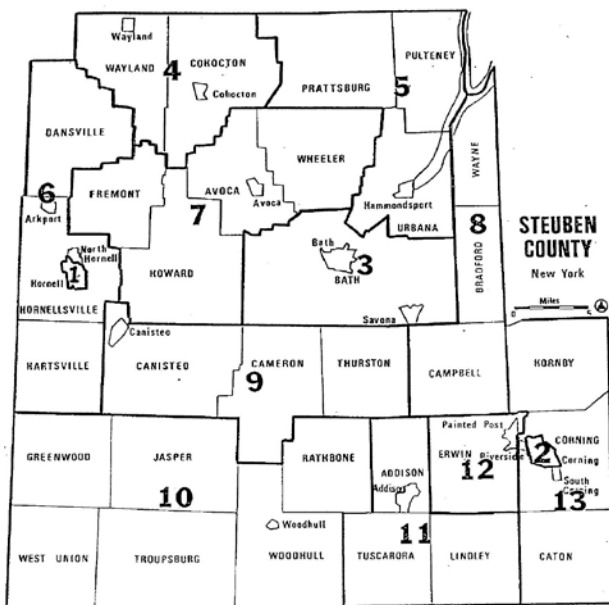 Wayland
WAYLAND
4
COHOCTON
Cohocton
PULTENEY
PRATTSBURG
5
DANSVILLE
WHEELER
WAYNE
FREMONT
AVOCA
Avoca
6
Arkport
7
Hammondsport
URBANA
8
BRADFORD
STEUBEN
COUNTY
New York
Miles
0
North
Hornell
Hornell
1
HOWARD
Bath
3
BATH
HORNELLSVILLE
Canisteo
Savona
HARTSVILLE
CANISTEO
CAMERON
THURSTON
CAMPBELL
HORNBY
9
Painted Post
CORNING
GREENWOOD
JASPER
RATHBONE
ADDISON
Addison
ERWIN
Riverside
2
Corning
12
South
Corning
13
10
Woodhull
11
WEST UNION
TROUPSBURG
WOODHULL
TUSCARORA
LINDLEY
CATON